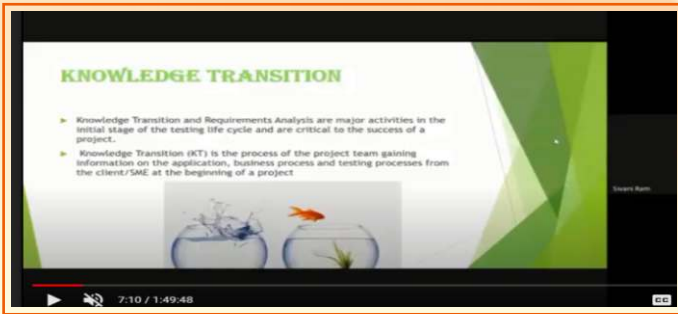 KNOWLEDGE TRANSITION
Knowledge Transition and Requirements Analysis are major activities in the
initial stage of the testing life cycle and are critical to the success of a
project.
Knowledge Transition (KT) is the process of the project team gaining
information on the application, business process and testing processes from
the client/SME at the beginning of a project
Ram
7:10 / 1:49:48
CC